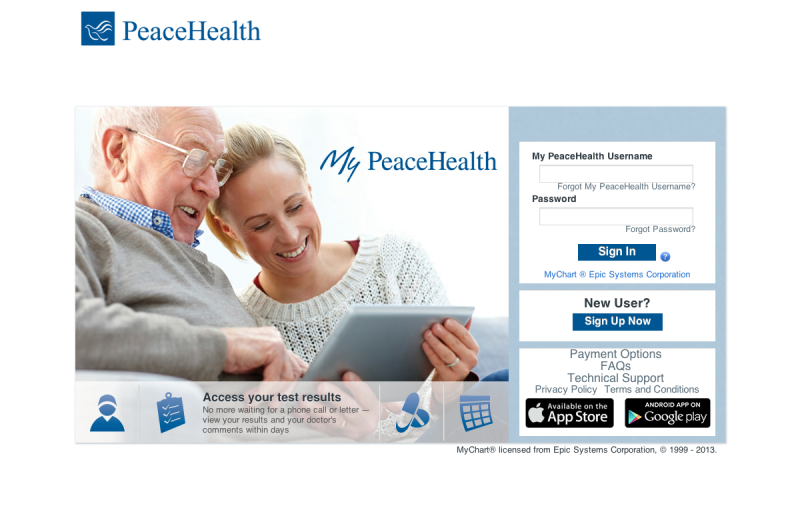 PeaceHealth
My PeaceHealth
My PeaceHealth Username
Forgot My PeaceHealth Username?
Password
Forgot Password?
Sign In
?
MyChart ® Epic Systems Corporation
New User?
Sign Up Now
Payment Options
FAQs
Technical Support
Privacy Policy Terms and Conditions
Available on the
App Store
ANDROID APP ON
Google play
Access your test results
No more waiting for a phone call or letter —
view your results and your doctor's
comments within days
MyChart® licensed from Epic Systems Corporation, © 1999 - 2013.